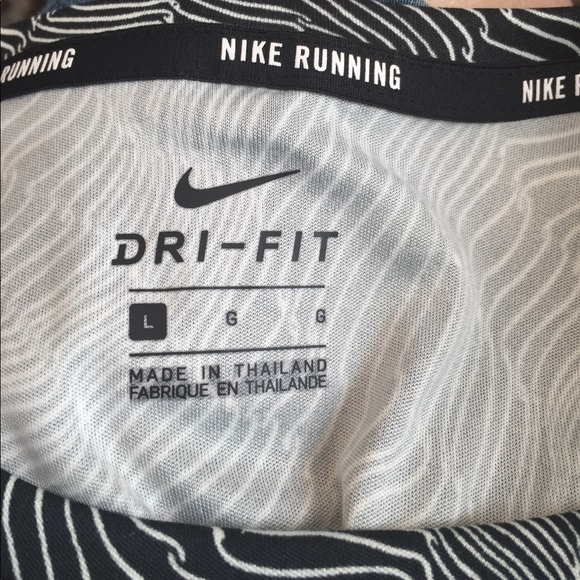 RUNNING NIKE RUNNING NIKE
DRI-FIT
L G G
MADE IN THAILAND
FABRIQUE EN THAILANDE